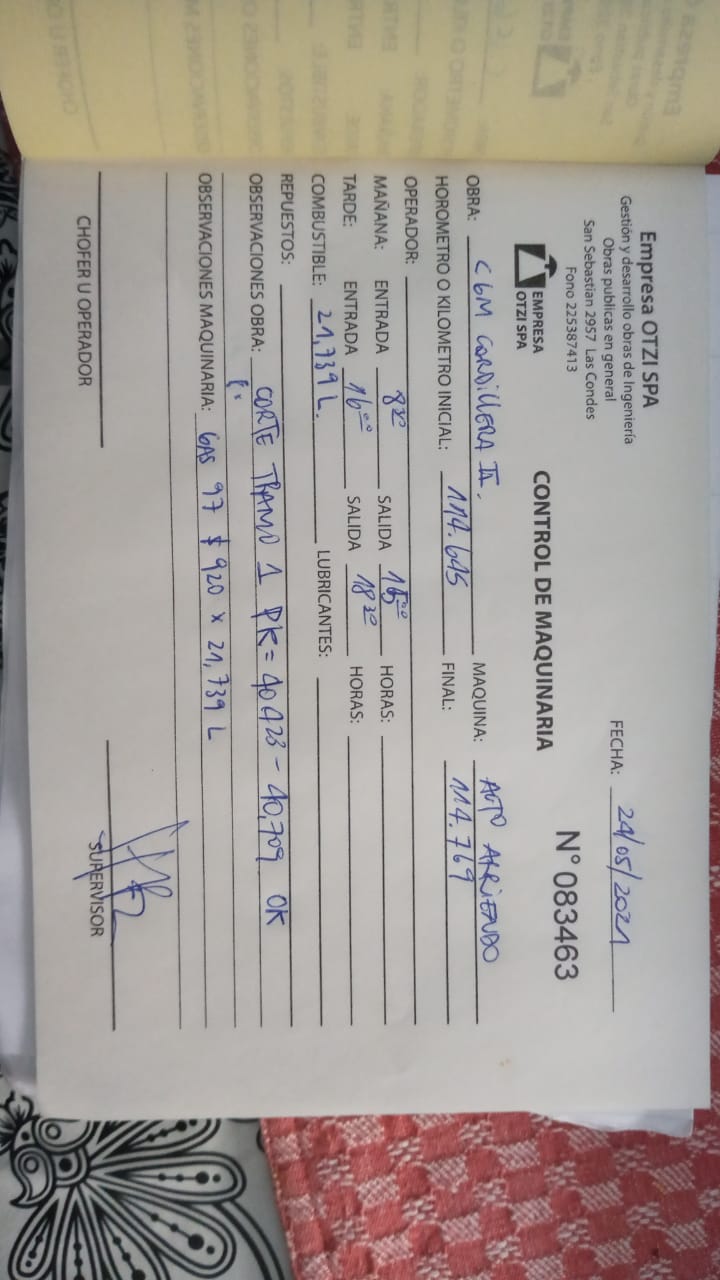 Empresa OTZI SPA
Gestión y desarrollo obras de Ingeniería
Obras publicas en general
San Sebastian 2957 Las Condes
Fono 225387413
EMPRESA
OTZI SPA
FECHA: 24/05/2021
N° 083463
CONTROL DE MAQUINARIA
OBRA: CGM CORDILLERA II. MAQUINA: AUTO ARRIENDO
HOROMETRO O KILOMETRO INICIAL: 114.645 FINAL: 114.769
OPERADOR:
MAÑANA: ENTRADA 8 30 SALIDA 15 00 HORAS:
TARDE: ENTRADA 16 00 SALIDA 18 30 HORAS:
COMBUSTIBLE: 21,739 L. LUBRICANTES:
REPUESTOS:
OBSERVACIONES OBRA: CORTE TRAMO 1 PK= 40423 - 40,709 OK
OBSERVACIONES MAQUINARIA: GAS 97 $ 920 x 21,739 L
CHOFER U OPERADOR
SUPERVISOR